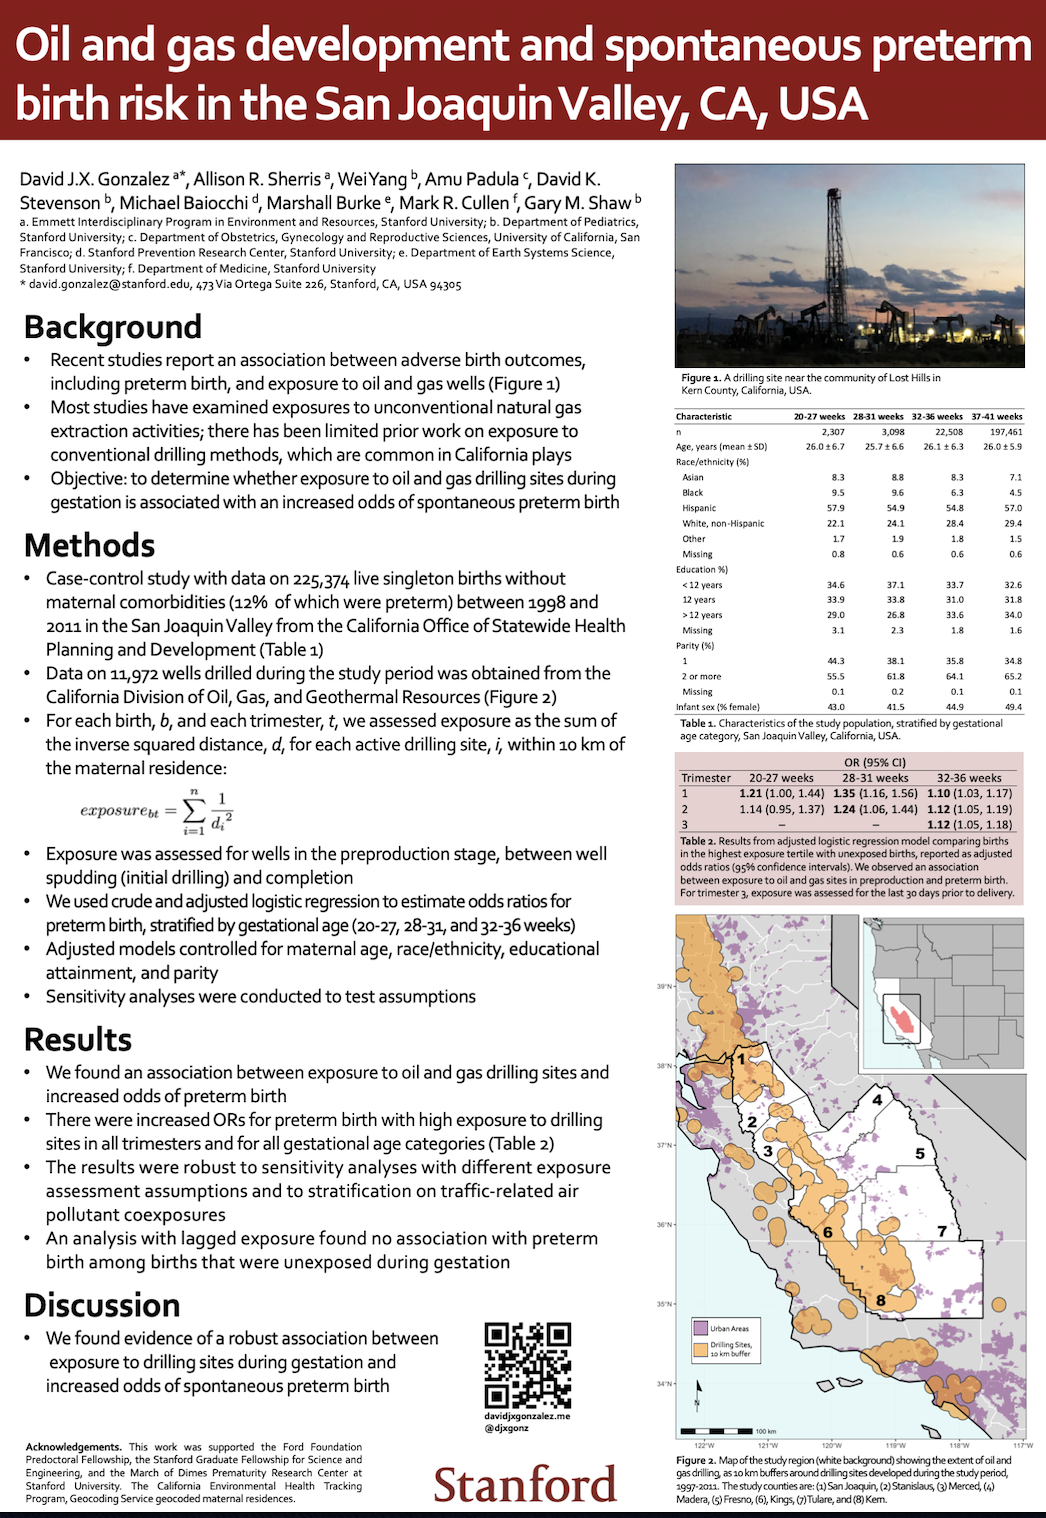 Oil and gas development and spontaneous preterm
birth risk in the San Joaquin Valley, CA, USA
David J.X. Gonzalez a*, Allison R. Sherris a, Wei Yang b, Amu Padula c, David K.
Stevenson b, Michael Baiocchi d, Marshall Burke e, Mark R. Cullen f, Gary M. Shaw b
a. Emmett Interdisciplinary Program in Environment and Resources, Stanford University; b. Department of Pediatrics,
Stanford University; c. Department of Obstetrics, Gynecology and Reproductive Sciences, University of California, San
Francisco; d. Stanford Prevention Research Center, Stanford University; e. Department of Earth Systems Science,
Stanford University; f. Department of Medicine, Stanford University
* david.gonzalez@stanford.edu, 473 Via Ortega Suite 226, Stanford, CA, USA 94305
Background
• Recent studies report an association between adverse birth outcomes,
including preterm birth, and exposure to oil and gas wells (Figure 1)
• Most studies have examined exposures to unconventional natural gas
extraction activities; there has been limited prior work on exposure to
conventional drilling methods, which are common in California plays
• Objective: to determine whether exposure to oil and gas drilling sites during
gestation is associated with an increased odds of spontaneous preterm birth
Methods
• Case-control study with data on 225,374 live singleton births without
maternal comorbidities (12% of which were preterm) between 1998 and
2011 in the San Joaquin Valley from the California Office of Statewide Health
Planning and Development (Table 1)
• Data on 11,972 wells drilled during the study period was obtained from the
California Division of Oil, Gas, and Geothermal Resources (Figure 2)
• For each birth, b, and each trimester, t, we assessed exposure as the sum of
the inverse squared distance, d, for each active drilling site, i, within 10 km of
the maternal residence:
exposure_bt = ∑_{i=1}^{n} 1/d_i^2
• Exposure was assessed for wells in the preproduction stage, between well
spudding (initial drilling) and completion
• We used crude and adjusted logistic regression to estimate odds ratios for
preterm birth, stratified by gestational age (20-27, 28-31, and 32-36 weeks)
• Adjusted models controlled for maternal age, race/ethnicity, educational
attainment, and parity
• Sensitivity analyses were conducted to test assumptions
Results
• We found an association between exposure to oil and gas drilling sites and
increased odds of preterm birth
• There were increased ORs for preterm birth with high exposure to drilling
sites in all trimesters and for all gestational age categories (Table 2)
• The results were robust to sensitivity analyses with different exposure
assessment assumptions and to stratification on traffic-related air
pollutant coexposures
• An analysis with lagged exposure found no association with preterm
birth among births that were unexposed during gestation
Discussion
• We found evidence of a robust association between
exposure to drilling sites during gestation and
increased odds of spontaneous preterm birth
davidjxgonzalez.me
@djxgonz
Acknowledgements. This work was supported the Ford Foundation
Predoctoral Fellowship, the Stanford Graduate Fellowship for Science and
Engineering, and the March of Dimes Prematurity Research Center at
Stanford University. The California Environmental Health Tracking
Program, Geocoding Service geocoded maternal residences.
Stanford
Figure 1. A drilling site near the community of Lost Hills in
Kern County, California, USA.
Characteristic 20-27 weeks 28-31 weeks 32-36 weeks 37-41 weeks
n 2,307 3,098 22,508 197,461
Age, years (mean ± SD) 26.0 ± 6.7 25.7 ± 6.6 26.1 ± 6.3 26.0 ± 5.9
Race/ethnicity (%)
Asian 8.3 8.8 8.3 7.1
Black 9.5 9.6 6.3 4.5
Hispanic 57.9 54.9 54.8 57.0
White, non-Hispanic 22.1 24.1 28.4 29.4
Other 1.7 1.9 1.8 1.5
Missing 0.8 0.6 0.6 0.6
Education %)
< 12 years 34.6 37.1 33.7 32.6
12 years 33.9 33.8 31.0 31.8
> 12 years 29.0 26.8 33.6 34.0
Missing 3.1 2.3 1.8 1.6
Parity (%)
1 44.3 38.1 35.8 34.8
2 or more 55.5 61.8 64.1 65.2
Missing 0.1 0.2 0.1 0.1
Infant sex (% female) 43.0 41.5 44.9 49.4
Table 1. Characteristics of the study population, stratified by gestational
age category, San Joaquin Valley, California, USA.
OR (95% CI)
Trimester 20-27 weeks 28-31 weeks 32-36 weeks
1 1.21 (1.00, 1.44) 1.35 (1.16, 1.56) 1.10 (1.03, 1.17)
2 1.14 (0.95, 1.37) 1.24 (1.06, 1.44) 1.12 (1.05, 1.19)
3 – – 1.12 (1.05, 1.18)
Table 2. Results from adjusted logistic regression model comparing births
in the highest exposure tertile with unexposed births, reported as adjusted
odds ratios (95% confidence intervals). We observed an association
between exposure to oil and gas sites in preproduction and preterm birth.
For trimester 3, exposure was assessed for the last 30 days prior to delivery.
39°N
38°N
37°N
36°N
35°N
34°N
1
2
3
4
5
6
7
8
Urban Areas
Drilling Sites,
10 km buffer
N
100 km
122°W 121°W 120°W 119°W 118°W 117°W
Figure 2. Map of the study region (white background) showing the extent of oil and
gas drilling, as 10 km buffers around drilling sites developed during the study period,
1997-2011. The study counties are: (1) San Joaquin, (2) Stanislaus, (3) Merced, (4)
Madera, (5) Fresno, (6), Kings, (7) Tulare, and (8) Kern.